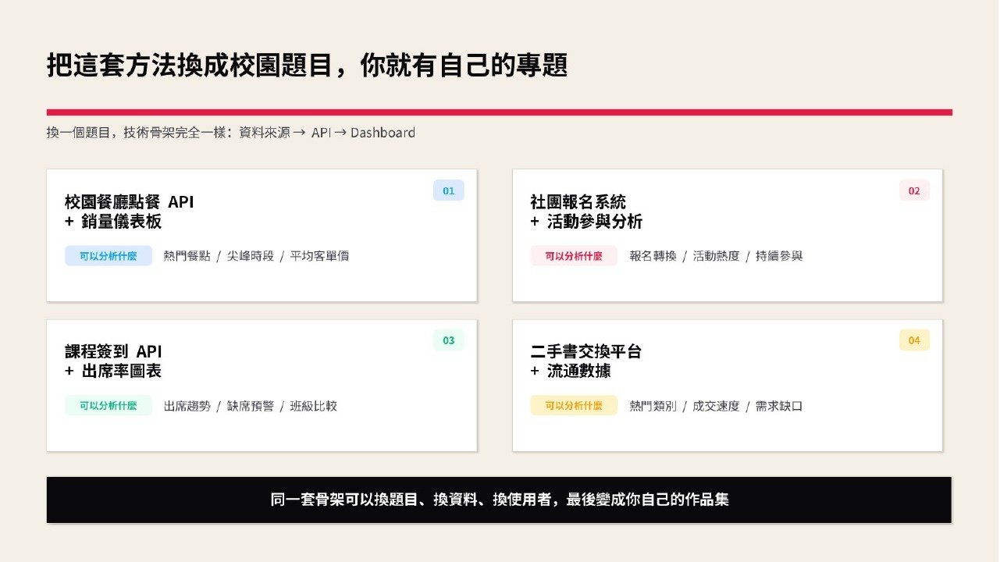 把這套方法換成校園題目，你就有自己的專題
換一個題目，技術骨架完全一樣：資料來源 → API → Dashboard
01
校園餐廳點餐 API
+ 銷量儀表板
可以分析什麼 熱門餐點 / 尖峰時段 / 平均客單價
02
社團報名系統
+ 活動參與分析
可以分析什麼 報名轉換 / 活動熱度 / 持續參與
03
課程簽到 API
+ 出席率圖表
可以分析什麼 出席趨勢 / 缺席預警 / 班級比較
04
二手書交換平台
+ 流通數據
可以分析什麼 熱門類別 / 成交速度 / 需求缺口
同一套骨架可以換題目、換資料、換使用者，最後變成你自己的作品集